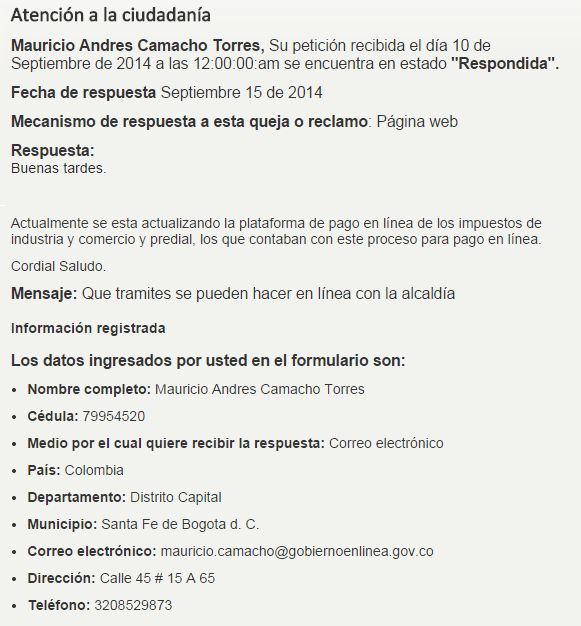 Atención a la ciudadanía
Mauricio Andres Camacho Torres, Su petición recibida el día 10 de
Septiembre de 2014 a las 12:00:00:am se encuentra en estado "Respondida".
Fecha de respuesta Septiembre 15 de 2014
Mecanismo de respuesta a esta queja o reclamo: Página web
Respuesta:
Buenas tardes.
Actualmente se esta actualizando la plataforma de pago en línea de los impuestos de
industria y comercio y predial, los que contaban con este proceso para pago en línea.
Cordial Saludo.
Mensaje: Que tramites se pueden hacer en línea con la alcaldía
Información registrada
Los datos ingresados por usted en el formulario son:
• Nombre completo: Mauricio Andres Camacho Torres
• Cédula: 79954520
• Medio por el cual quiere recibir la respuesta: Correo electrónico
• País: Colombia
• Departamento: Distrito Capital
• Municipio: Santa Fe de Bogota d. C.
• Correo electrónico: mauricio.camacho@gobiernoenlinea.gov.co
• Dirección: Calle 45 # 15 A 65
• Teléfono: 3208529873